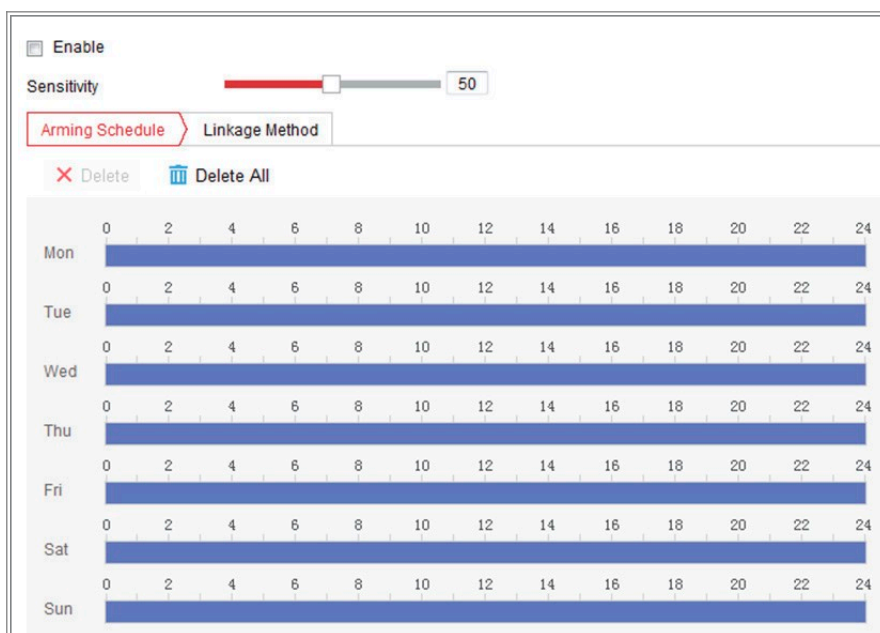 Enable
Sensitivity 50
Arming Schedule Linkage Method
Delete Delete All
0 2 4 6 8 10 12 14 16 18 20 22 24
Mon
0 2 4 6 8 10 12 14 16 18 20 22 24
Tue
0 2 4 6 8 10 12 14 16 18 20 22 24
Wed
0 2 4 6 8 10 12 14 16 18 20 22 24
Thu
0 2 4 6 8 10 12 14 16 18 20 22 24
Fri
0 2 4 6 8 10 12 14 16 18 20 22 24
Sat
0 2 4 6 8 10 12 14 16 18 20 22 24
Sun